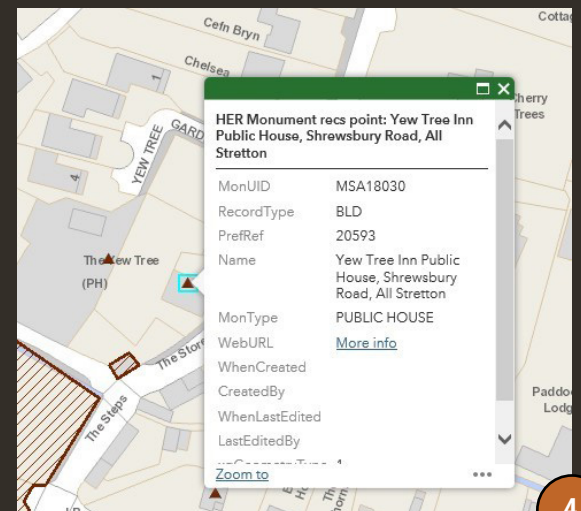 Cefn Bryn
Cottag
Chelsea
1
GARD
YEW TREE
4
The Yew Tree
(PH)
The Store
The Steps
herry
Trees
Paddoc
Lodg
HER Monument recs point: Yew Tree Inn
Public House, Shrewsbury Road, All
Stretton
MonUID MSA18030
RecordType BLD
PrefRef 20593
Name Yew Tree Inn Public
House, Shrewsbury
Road, All Stretton
MonType PUBLIC HOUSE
WebURL More info
WhenCreated
CreatedBy
WhenLastEdited
LastEditedBy
Zoom to
4